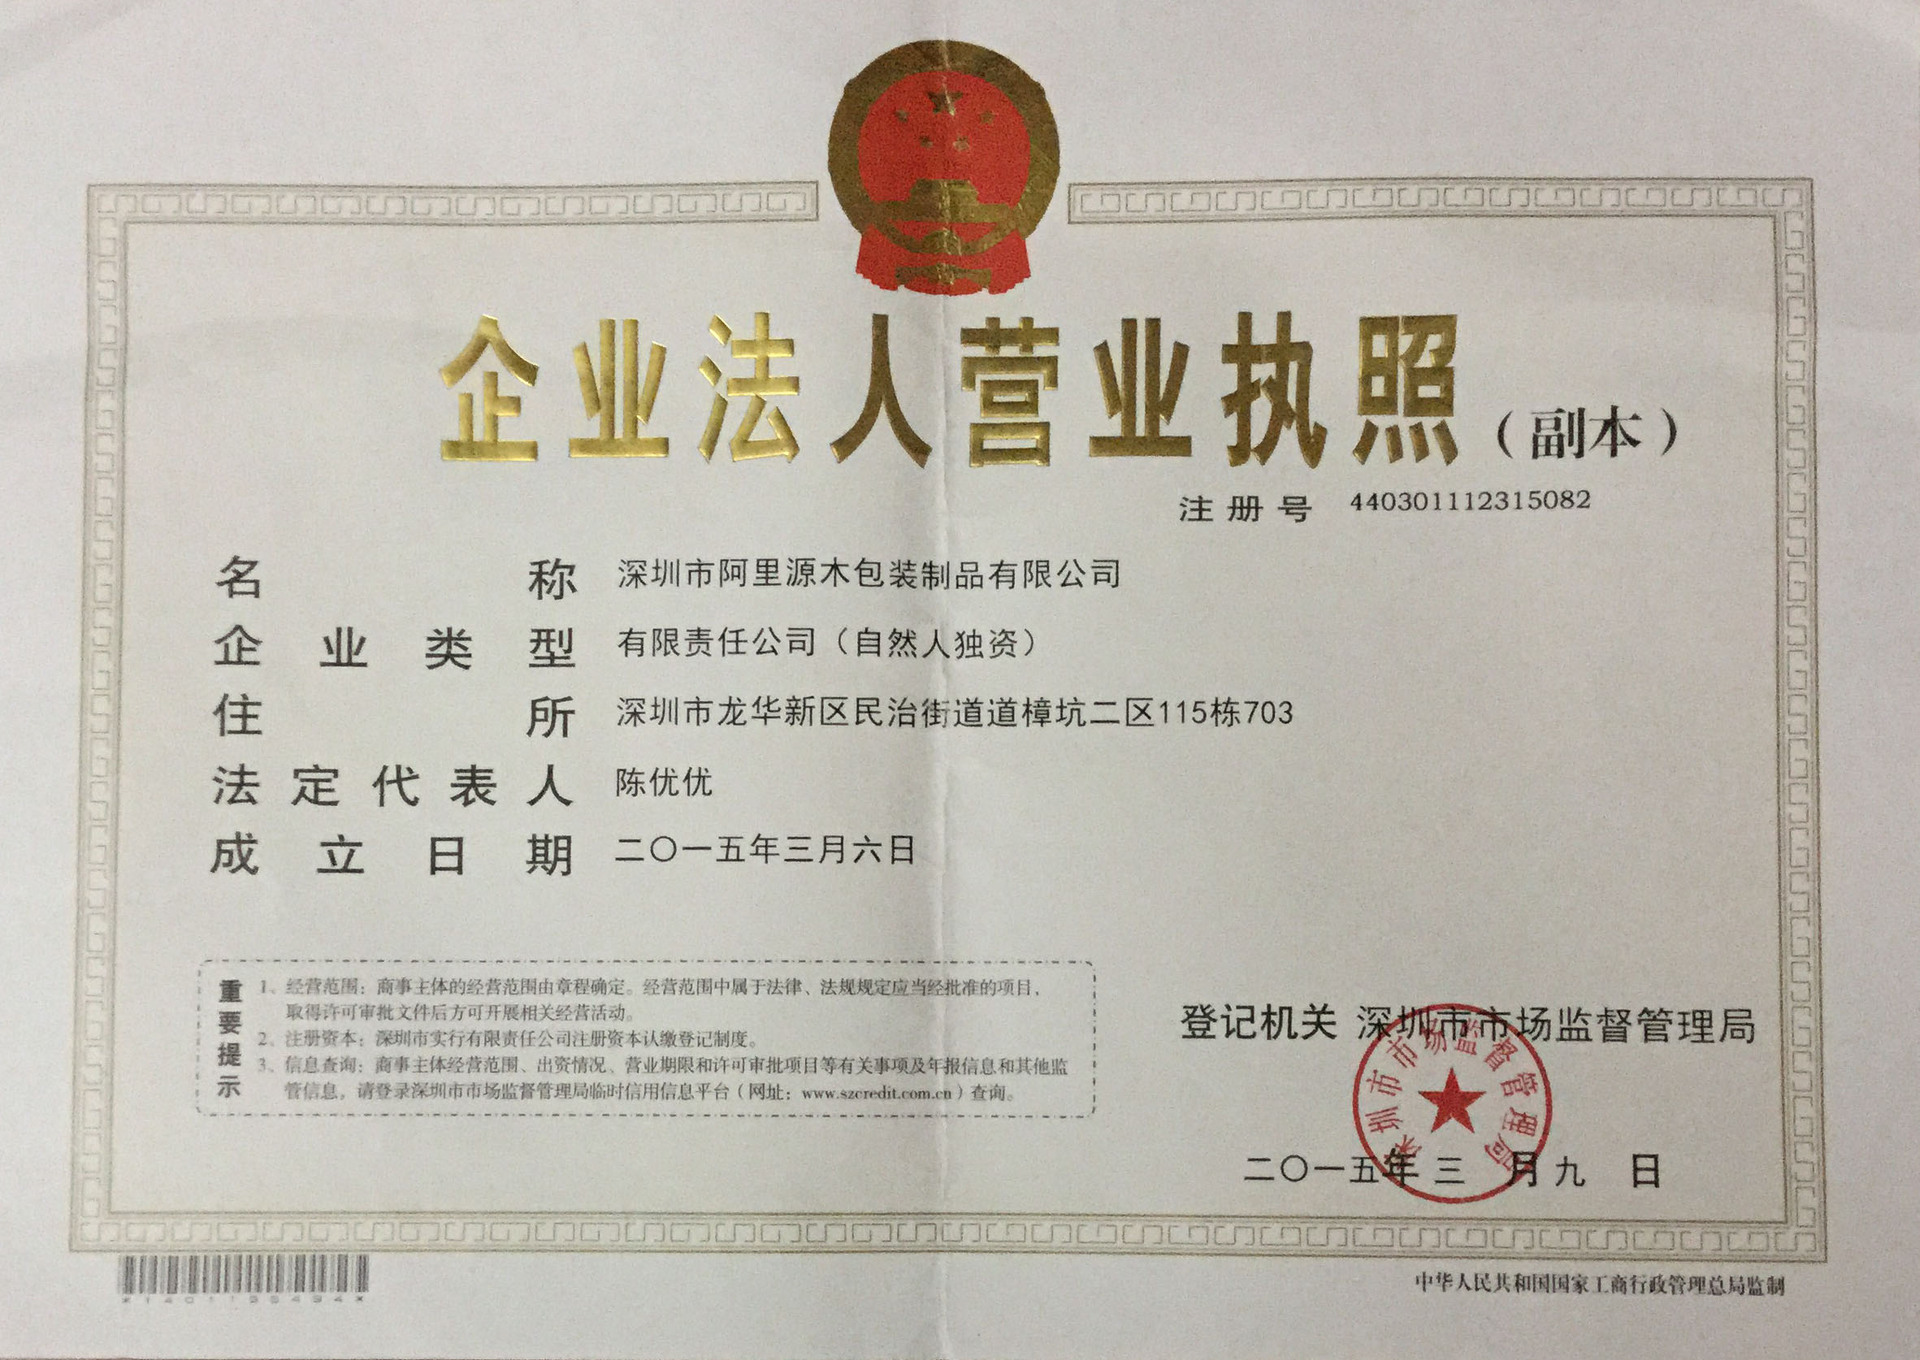 企业法人营业执照（副本）
注册号 440301112315082
名称 深圳市阿里源木包装制品有限公司
企业类型 有限责任公司（自然人独资）
住所 深圳市龙华新区民治街道道樟坑二区115栋703
法定代表人 陈优优
成立日期 二〇一五年三月六日
重要提示
1、经营范围：商事主体的经营范围由章程确定。经营范围中属于法律、法规规定应当经批准的项目，
取得许可审批文件后方可开展相关经营活动。
2、注册资本：深圳市实行有限责任公司注册资本认缴登记制度。
3、信息查询：商事主体经营范围、出资情况、营业期限和许可审批项目等有关事项及年报信息和其他监
管信息，请登录深圳市市场监督管理局临时信用信息平台（网址：www.szcredit.com.cn）查询。
登记机关 深圳市市场监督管理局
深圳市市场监督管理局
二〇一五年三月九日
中华人民共和国国家工商行政管理总局监制